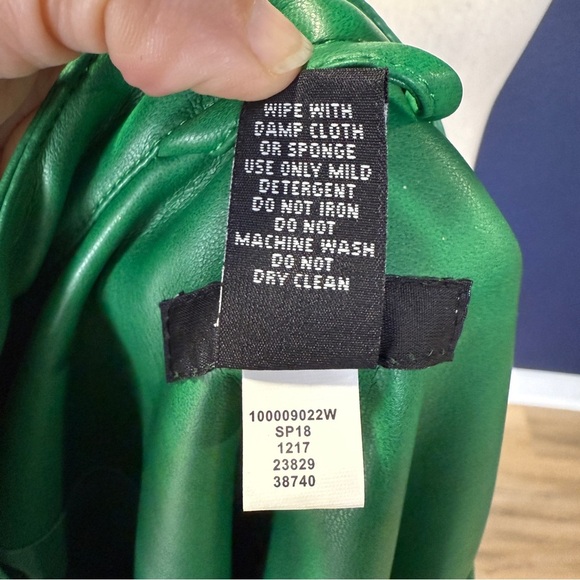 WIPE WITH
DAMP CLOTH
OR SPONGE
USE ONLY MILD
DETERGENT
DO NOT IRON
DO NOT
MACHINE WASH
DO NOT
DRY CLEAN
100009022W
SP18
1217
23829
38740